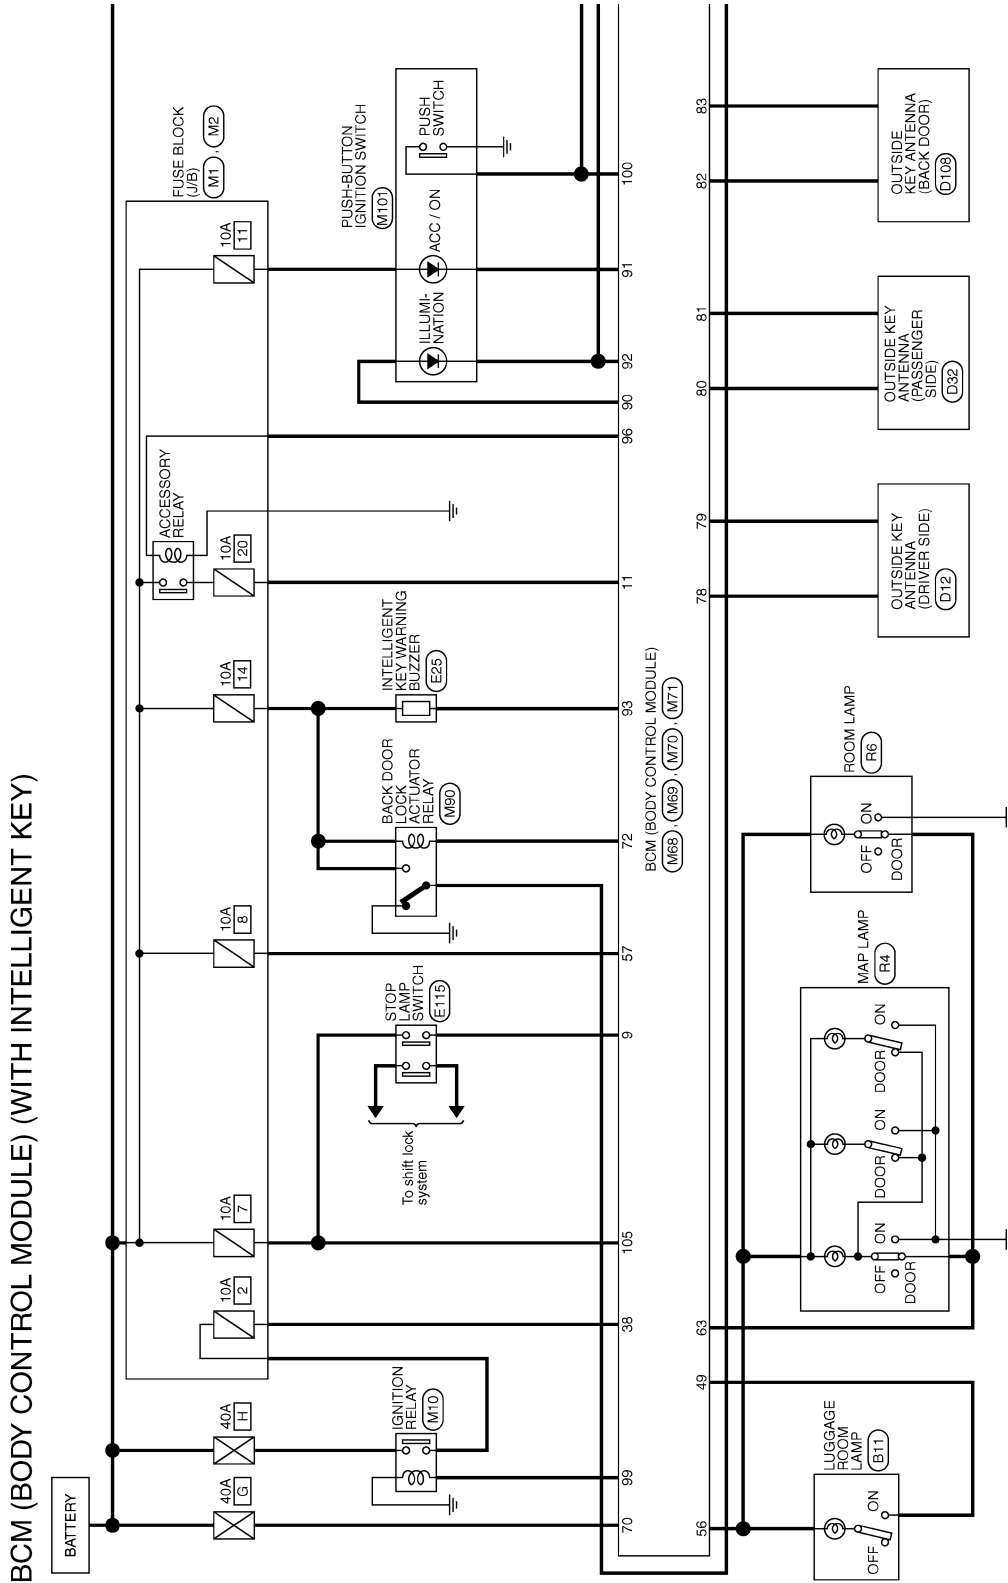 BCM (BODY CONTROL MODULE) (WITH INTELLIGENT KEY)
BATTERY
40A
G
40A
H
10A
2
10A
7
10A
8
10A
14
10A
20
ACCESSORY
RELAY
10A
11
FUSE BLOCK
(J/B)
M1 , M2
IGNITION
RELAY
M10
To shift lock
system
STOP
LAMP
SWITCH
E115
BACK DOOR
LOCK
ACTUATOR
RELAY
M90
INTELLIGENT
KEY WARNING
BUZZER
E25
PUSH-BUTTON
IGNITION SWITCH
M101
ILLUMI-
NATION
ACC / ON
PUSH
SWITCH
70
99
38
105
9
57
72
93
11
96
90
92
91
100
BCM (BODY CONTROL MODULE)
M68 , M69 , M70 , M71
56
49
63
78
79
80
81
82
83
LUGGAGE
ROOM
LAMP
B11
OFF
ON
MAP LAMP
R4
OFF
ON
DOOR
DOOR
ON
DOOR
ON
ROOM LAMP
R6
OFF
ON
DOOR
OUTSIDE KEY
ANTENNA
(DRIVER SIDE)
D12
OUTSIDE KEY
ANTENNA
(PASSENGER
SIDE)
D32
OUTSIDE
KEY ANTENNA
(BACK DOOR)
D108